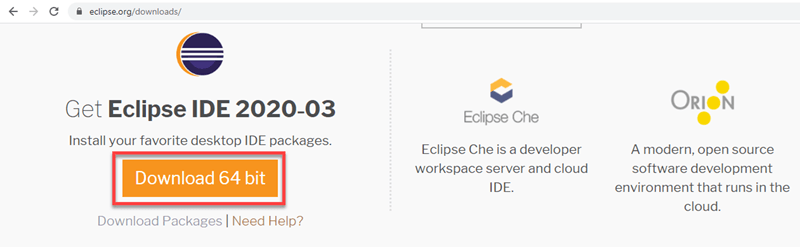 eclipse.org/downloads/
Get Eclipse IDE 2020-03
Install your favorite desktop IDE packages.
Download 64 bit
Download Packages | Need Help?
Eclipse Che
Eclipse Che is a developer
workspace server and cloud
IDE.
ORION
A modern, open source
software development
environment that runs in the
cloud.